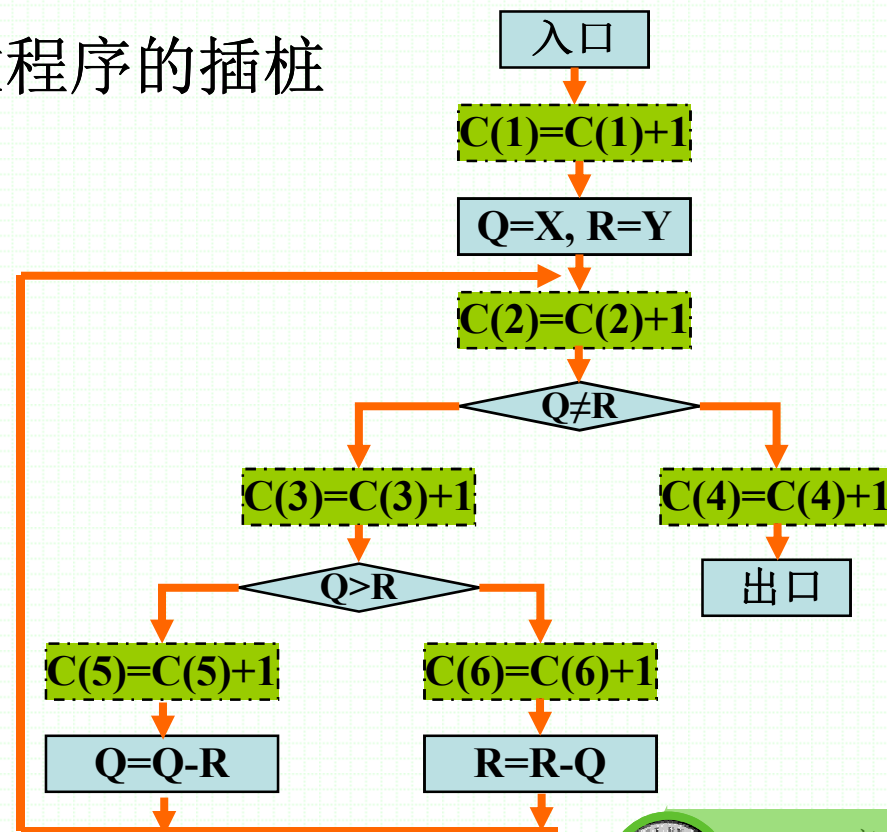 程序的插桩
入口
C(1)=C(1)+1
Q=X, R=Y
C(2)=C(2)+1
Q≠R
C(3)=C(3)+1
C(4)=C(4)+1
Q>R
出口
C(5)=C(5)+1
C(6)=C(6)+1
Q=Q-R
R=R-Q